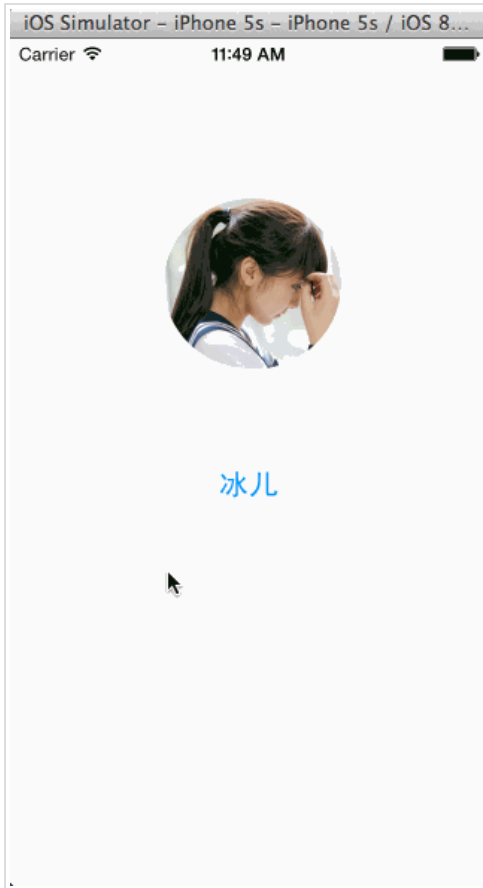 iOS Simulator - iPhone 5s - iPhone 5s / iOS 8...
Carrier 11:49 AM
冰儿